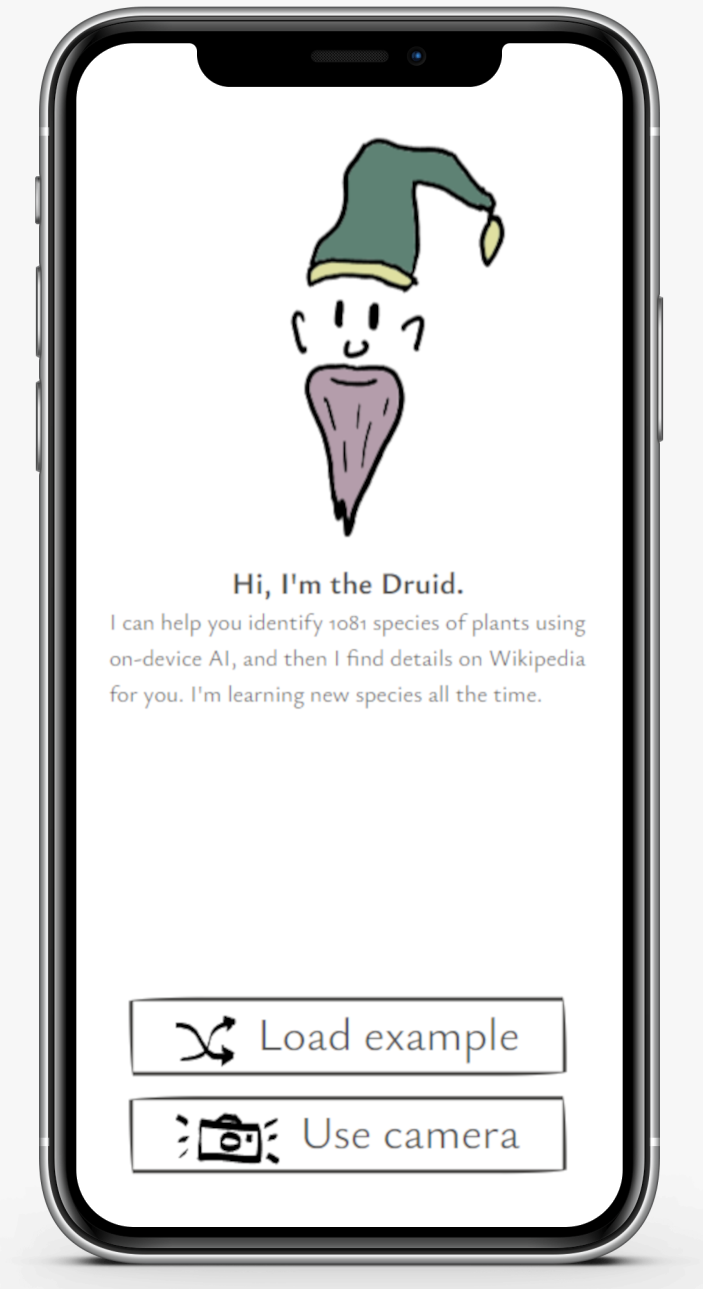 Hi, I'm the Druid.
I can help you identify 1081 species of plants using
on-device AI, and then I find details on Wikipedia
for you. I'm learning new species all the time.
Load example
Use camera